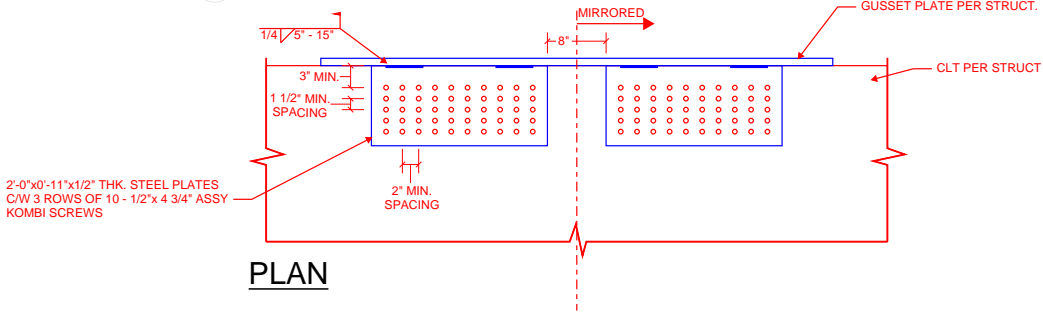 MIRRORED
GUSSET PLATE PER STRUCT.
1/4 5" - 15"
8"
CLT PER STRUCT
3" MIN.
1 1/2" MIN.
SPACING
2'-0"x0'-11"x1/2" THK. STEEL PLATES
C/W 3 ROWS OF 10 - 1/2"x 4 3/4" ASSY
KOMBI SCREWS
2" MIN.
SPACING
PLAN